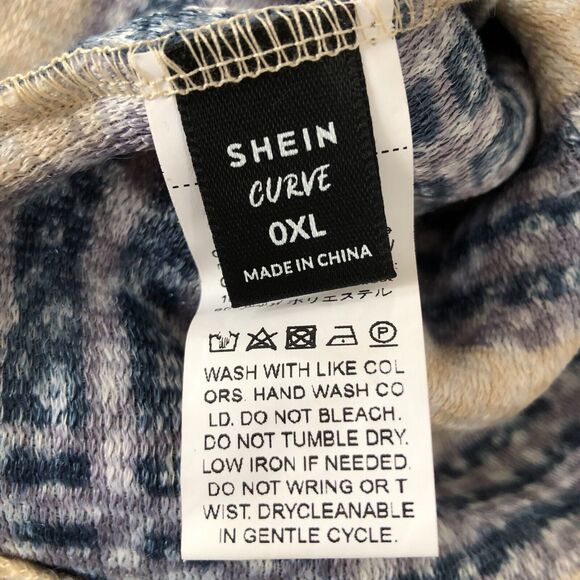 SHEIN
CURVE
0XL
MADE IN CHINA
ポリエステル
WASH WITH LIKE COL
ORS. HAND WASH CO
LD. DO NOT BLEACH.
DO NOT TUMBLE DRY.
LOW IRON IF NEEDED.
DO NOT WRING OR T
WIST. DRYCLEANABLE
IN GENTLE CYCLE.